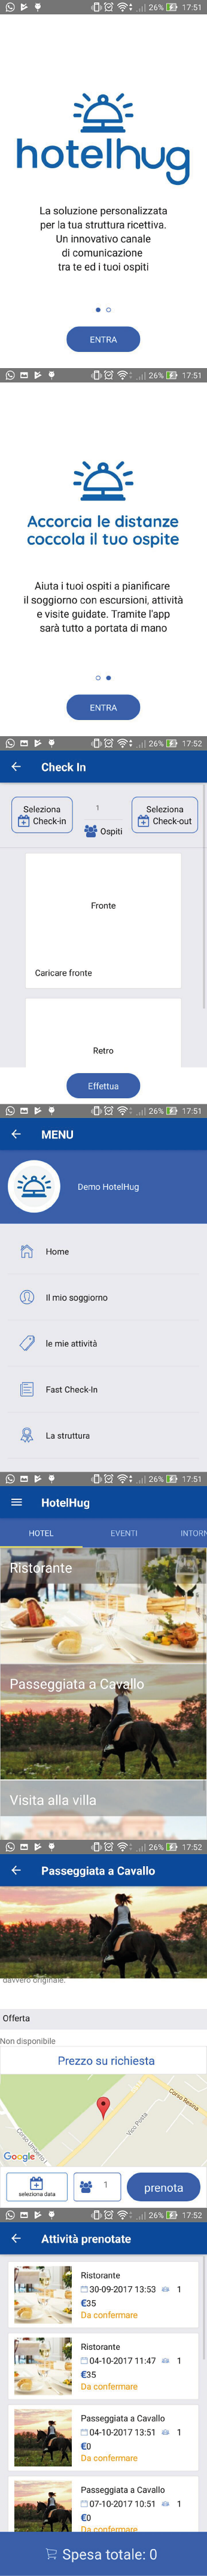 26% 17:51
hotelhug
La soluzione personalizzata
per la tua struttura ricettiva.
Un innovativo canale
di comunicazione
tra te ed i tuoi ospiti
ENTRA
26% 17:51
Accorcia le distanze
coccola il tuo ospite
Aiuta i tuoi ospiti a pianificare
il soggiorno con escursioni, attività
e visite guidate. Tramite l'app
sarà tutto a portata di mano
ENTRA
26% 17:52
Check In
Seleziona
Check-in
1
Ospiti
Seleziona
Check-out
Fronte
Caricare fronte
Retro
Effettua
26% 17:51
MENU
Demo HotelHug
Home
Il mio soggiorno
le mie attività
Fast Check-In
La struttura
26% 17:51
HotelHug
HOTEL EVENTI INTORN
Ristorante
Passeggiata a Cavallo
Visita alla villa
26% 17:52
Passeggiata a Cavallo
davvero originale.
Offerta
Non disponibile
Prezzo su richiesta
Corso Umberto I
Vico Posta
Corso Resina
Google
seleziona data
1
prenota
26% 17:52
Attività prenotate
Ristorante
30-09-2017 13:53 1
€35
Da confermare
Ristorante
04-10-2017 11:47 1
€35
Da confermare
Passeggiata a Cavallo
04-10-2017 13:51 1
€0
Da confermare
Passeggiata a Cavallo
07-10-2017 10:51 1
€0
Da confermare
Spesa totale: 0